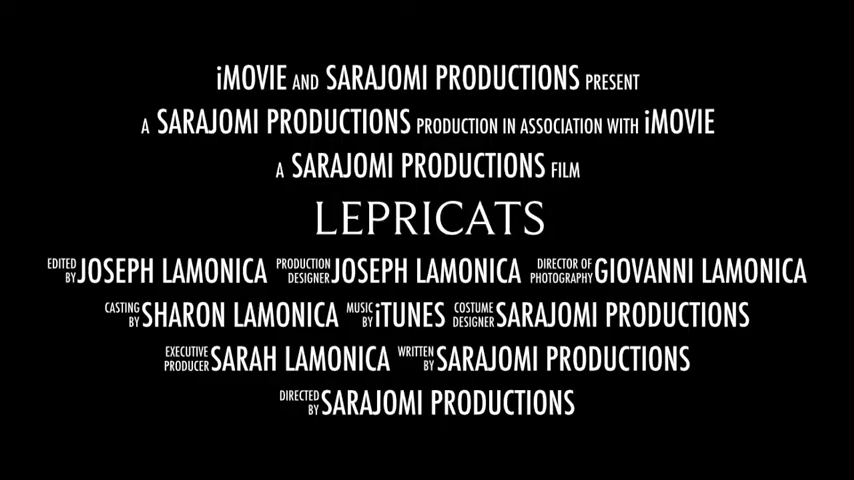 iMOVIE AND SARAJOMI PRODUCTIONS PRESENT
A SARAJOMI PRODUCTIONS PRODUCTION IN ASSOCIATION WITH iMOVIE
A SARAJOMI PRODUCTIONS FILM
LEPRICATS
EDITED BY JOSEPH LAMONICA PRODUCTION DESIGNER JOSEPH LAMONICA DIRECTOR OF PHOTOGRAPHY GIOVANNI LAMONICA
CASTING BY SHARON LAMONICA MUSIC BY iTUNES COSTUME DESIGNER SARAJOMI PRODUCTIONS
EXECUTIVE PRODUCER SARAH LAMONICA WRITTEN BY SARAJOMI PRODUCTIONS
DIRECTED BY SARAJOMI PRODUCTIONS